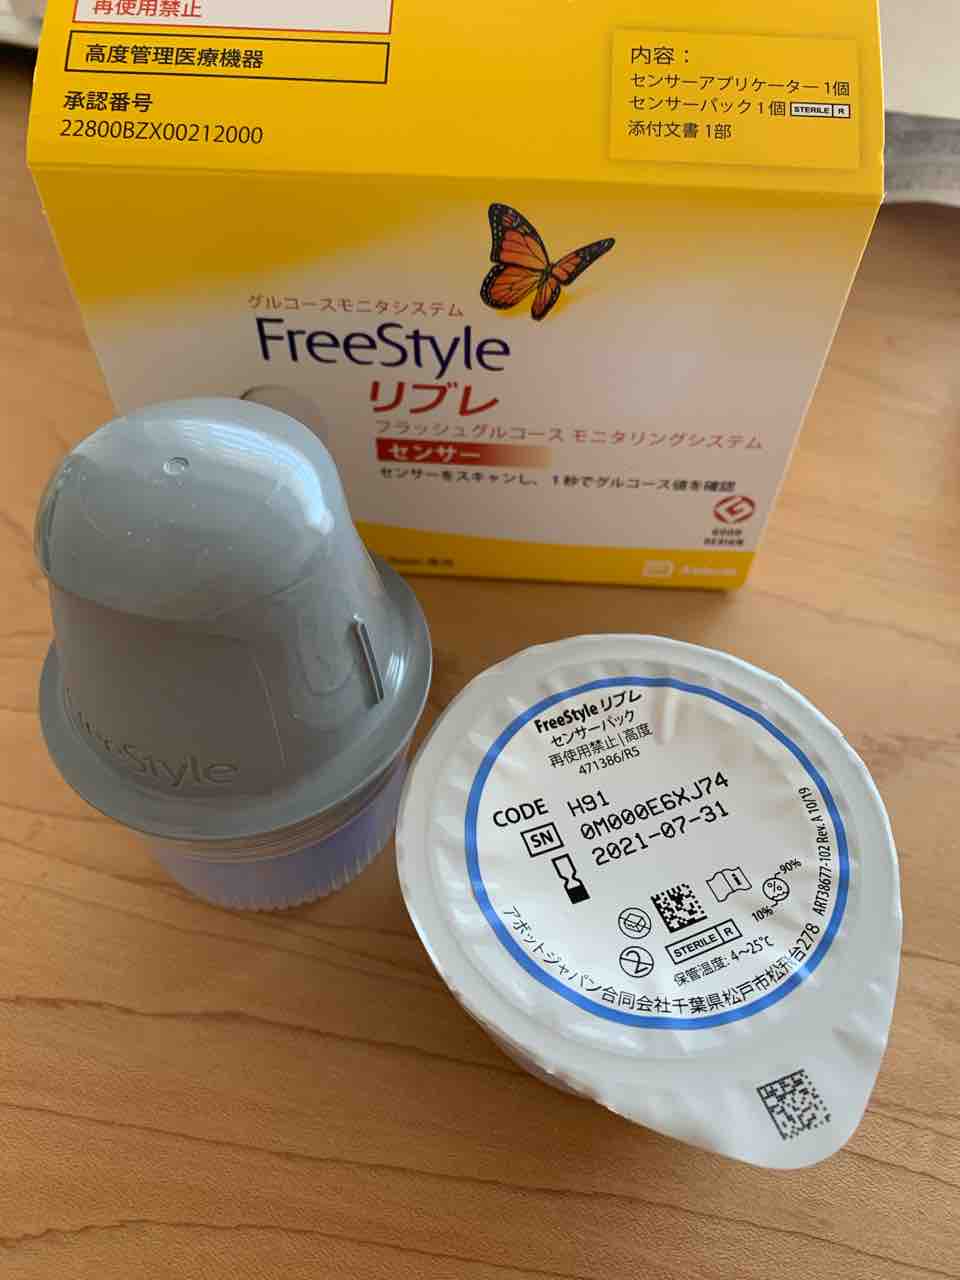 再使用禁止
高度管理医療機器
承認番号
22800BZX00212000
内容：
センサーアプリケーター 1個
センサーパック 1個 STERILE R
添付文書 1部
グルコースモニタシステム
FreeStyle
リブレ
フラッシュグルコース モニタリングシステム
センサー
センサーをスキャンし、1秒でグルコース値を確認
GOOD
DESIGN
Abbott
FreeStyle
FreeStyle リブレ
センサーパック
再使用禁止|高度
471386/R5
CODE H91
SN 0M000E6XJ74
2021-07-31
STERILE R
10% 90%
保管温度: 4～25℃
アボットジャパン合同会社千葉県松戸市松飛台278
ART38677-102 Rev. A 10/19